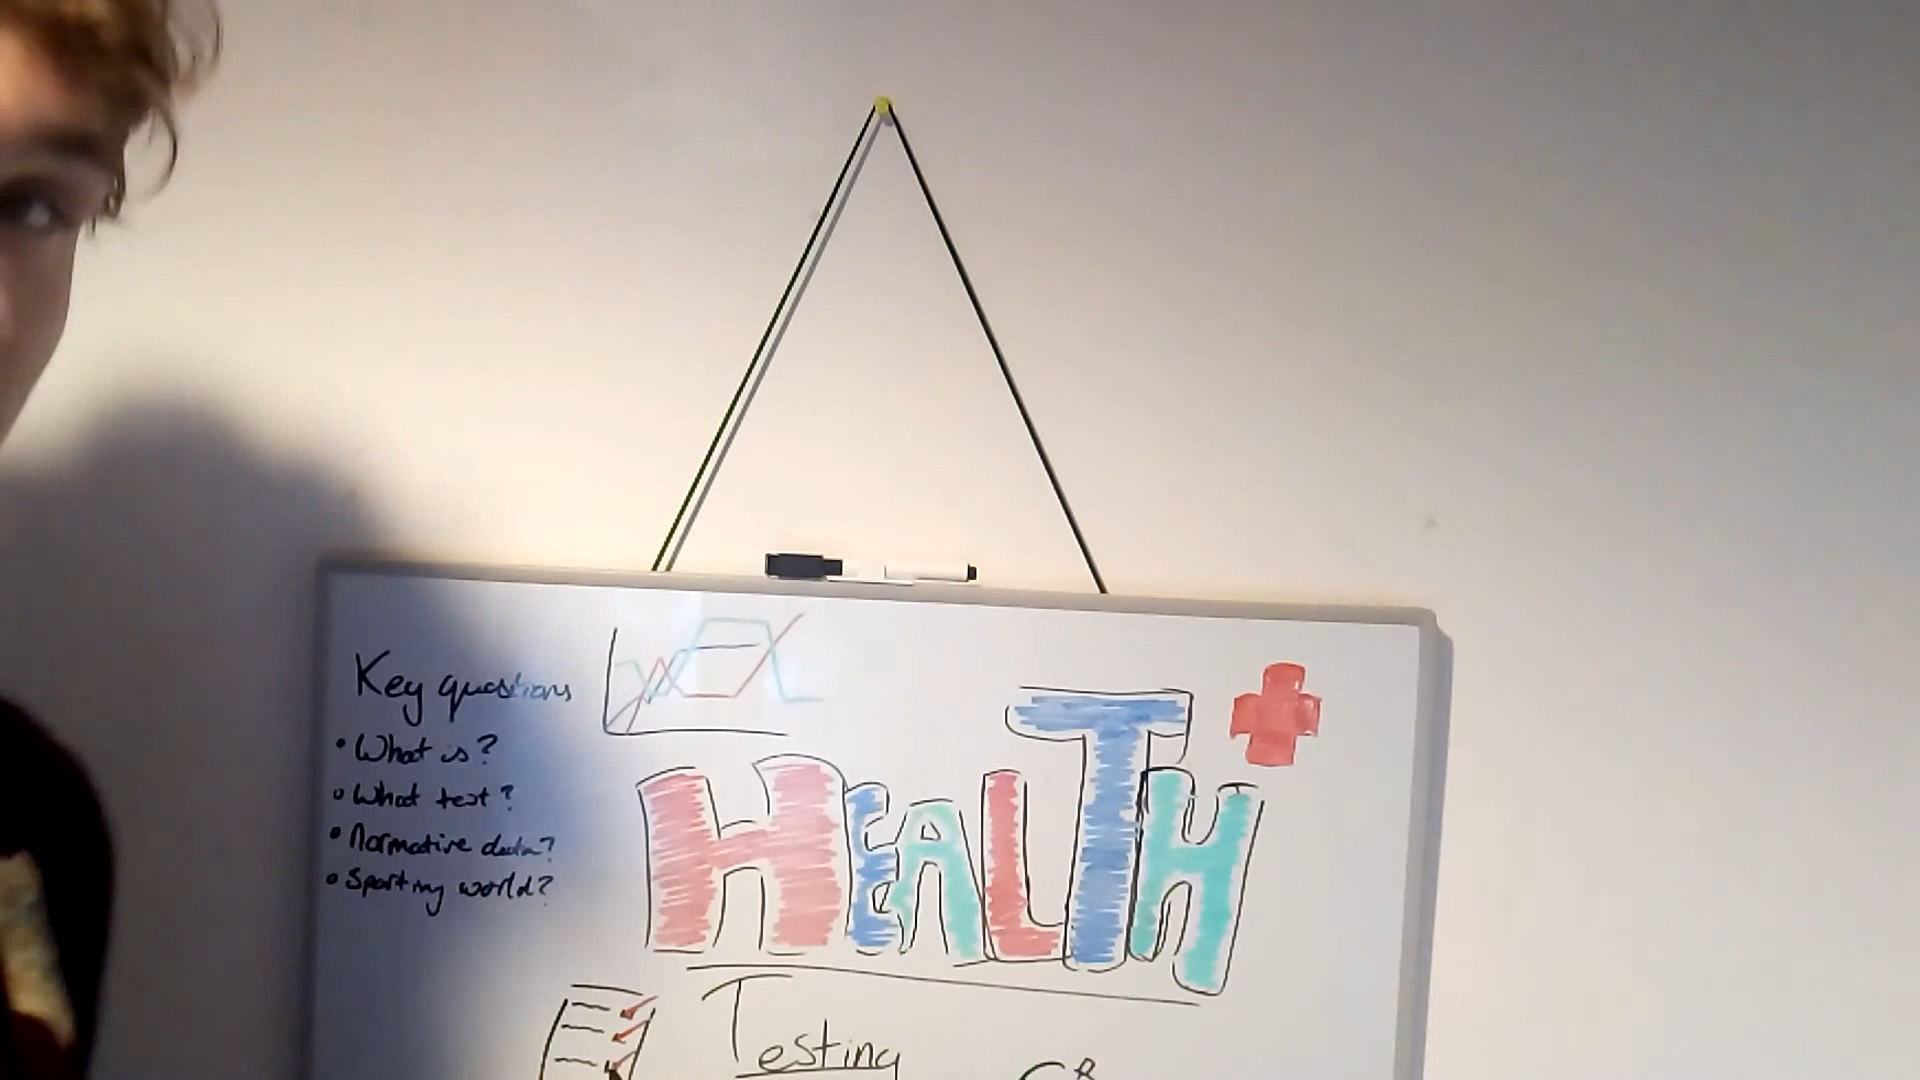 Key questions
• What is?
• What test?
• Normative data?
• Sporting world?
HEALTH
Testing